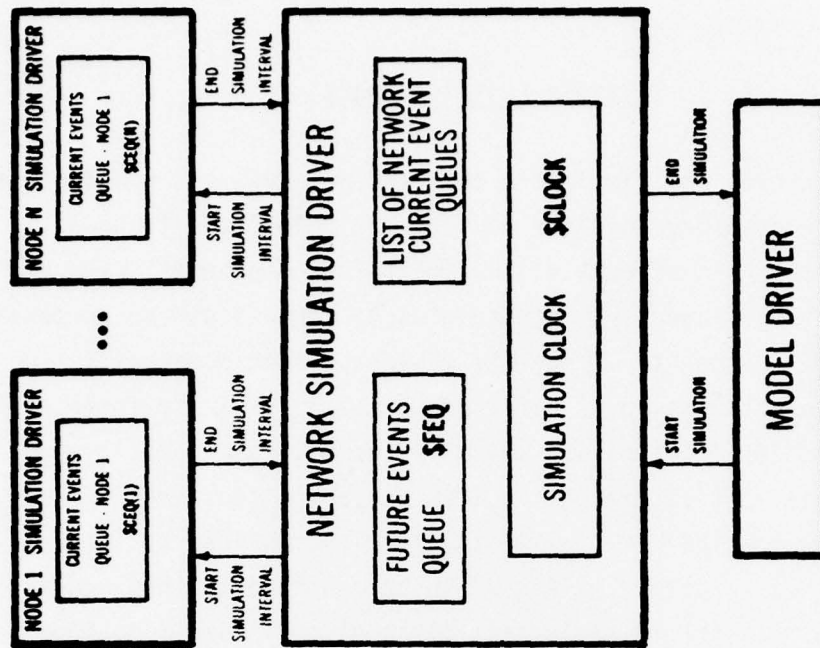 NODE 1 SIMULATION DRIVER
CURRENT EVENTS
QUEUE · NODE 1
$CEQ(1)
...
NODE N SIMULATION DRIVER
CURRENT EVENTS
QUEUE · NODE 1
$CEQ(N)
START
SIMULATION
INTERVAL
END
SIMULATION
INTERVAL
START
SIMULATION
INTERVAL
END
SIMULATION
INTERVAL
NETWORK SIMULATION DRIVER
FUTURE EVENTS
QUEUE $FEQ
LIST OF NETWORK
CURRENT EVENT
QUEUES
SIMULATION CLOCK $CLOCK
START
SIMULATION
END
SIMULATION
MODEL DRIVER